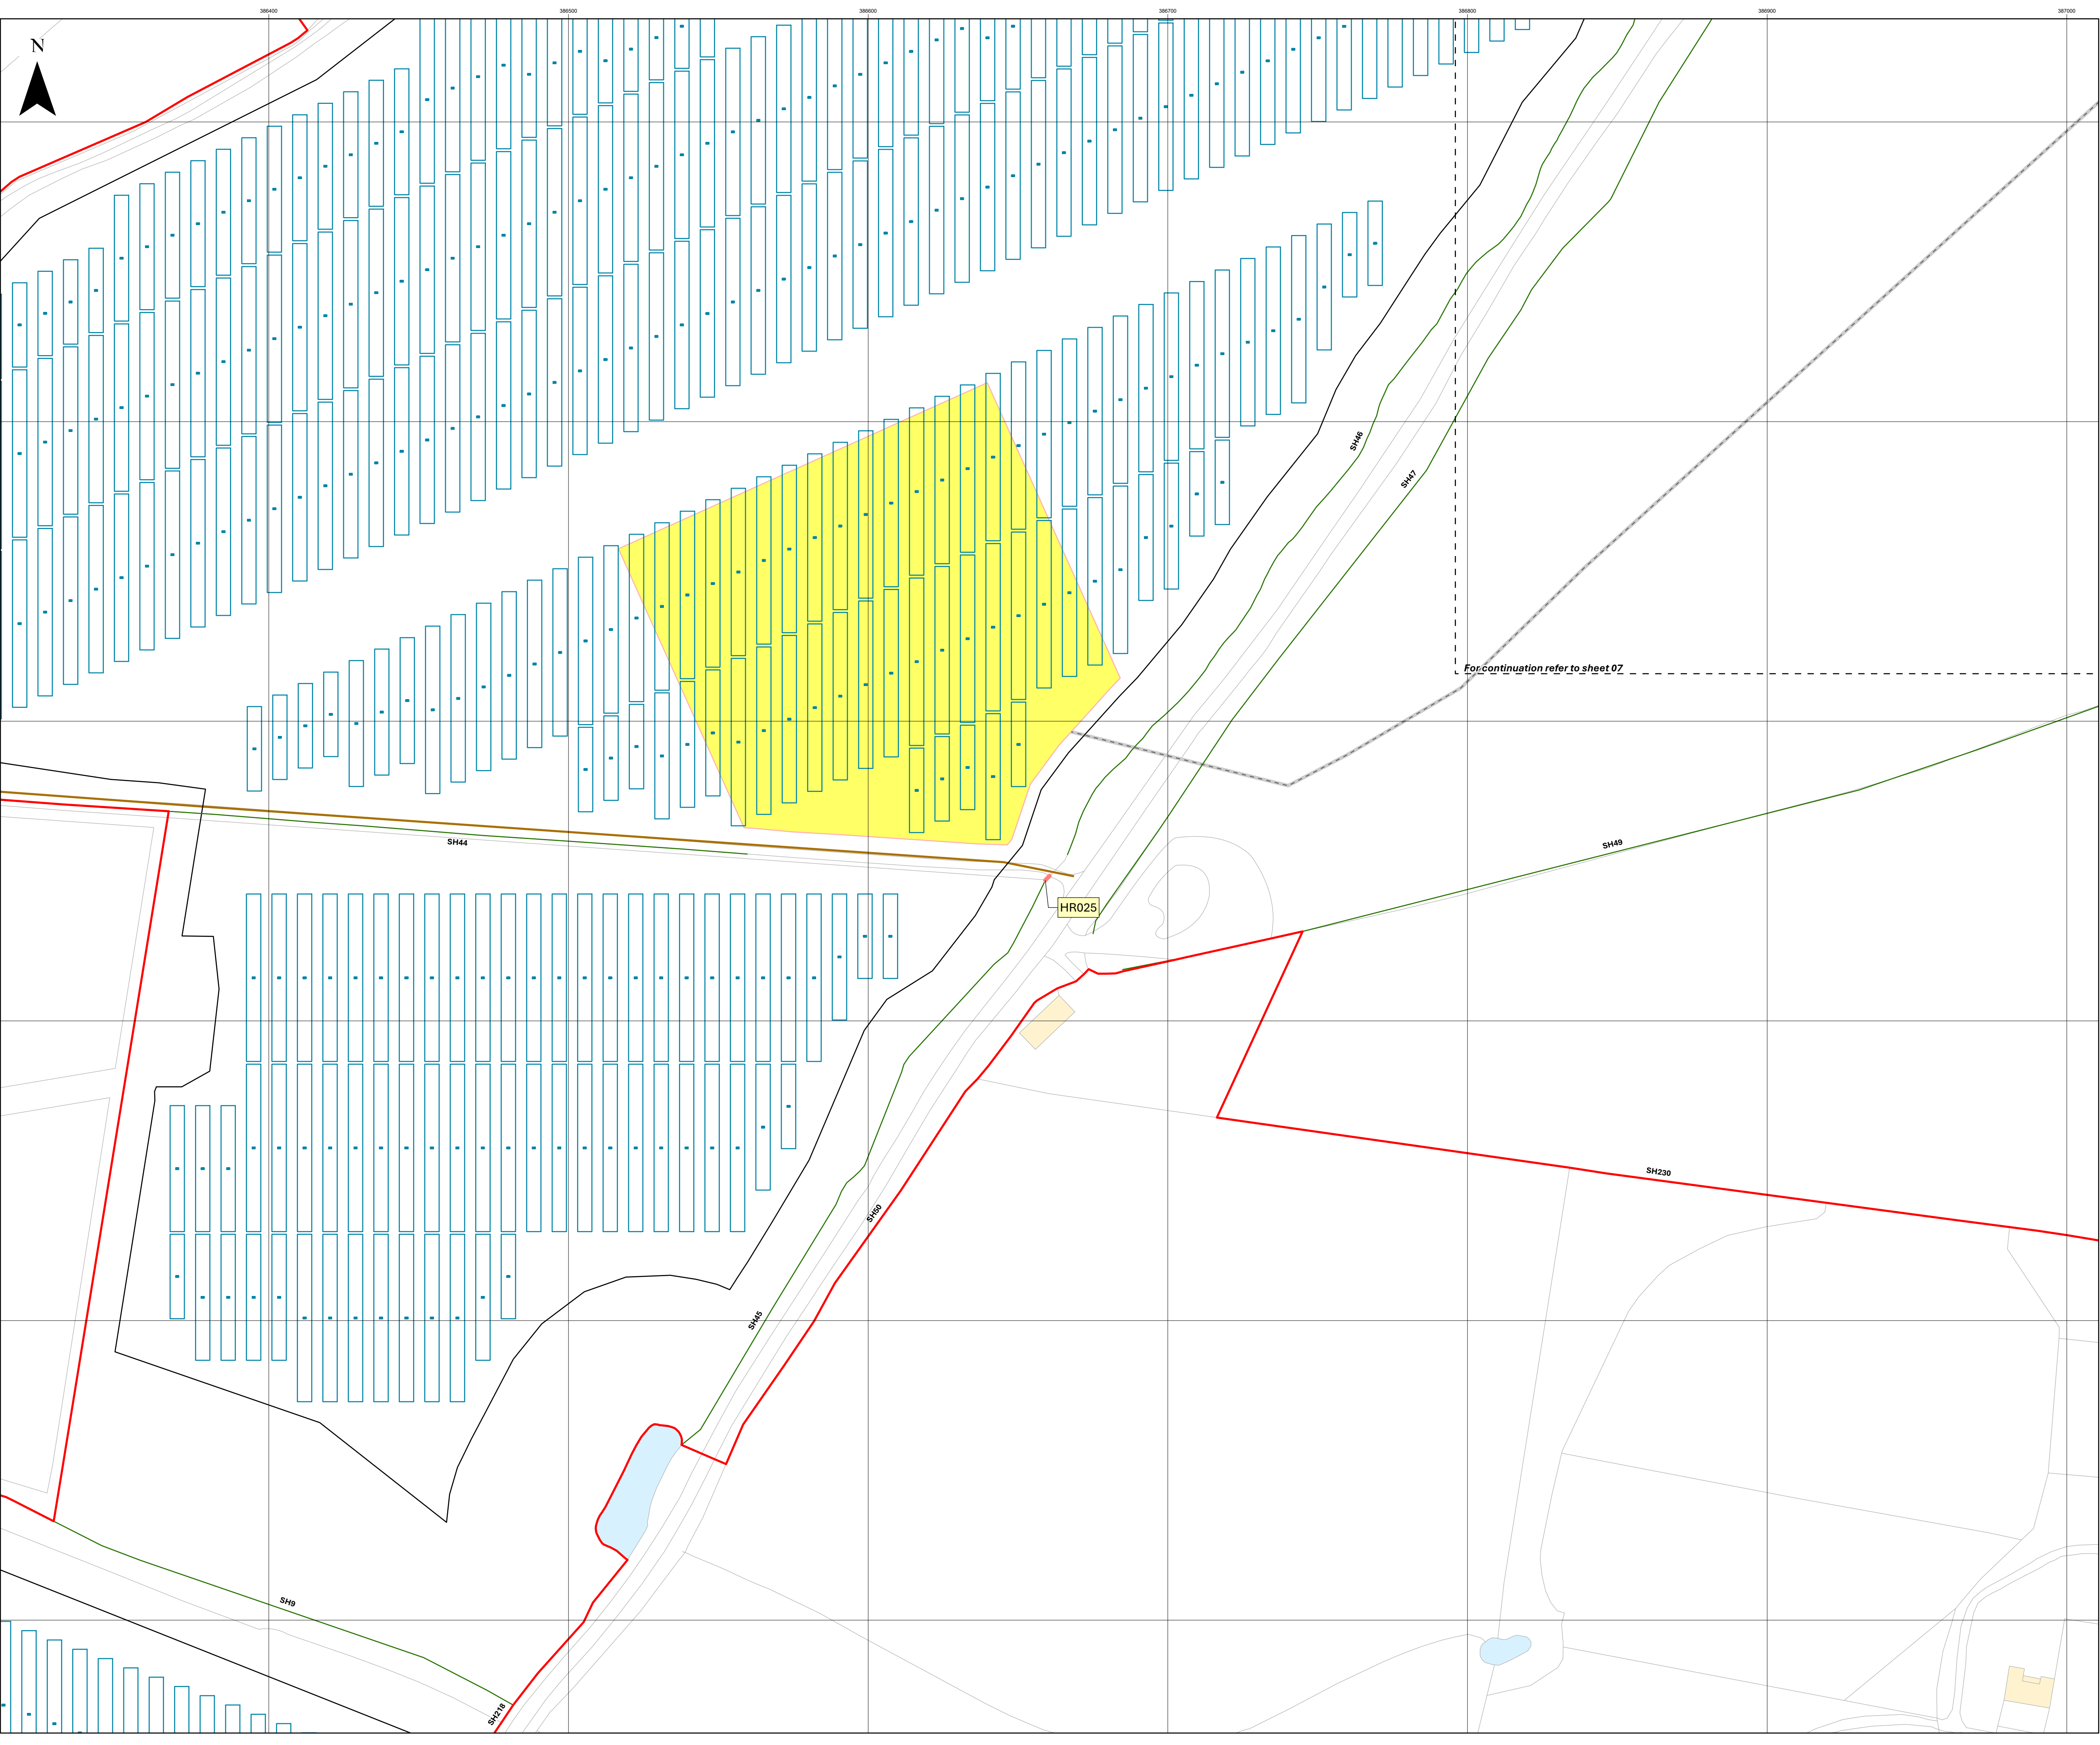 386400
386500
386600
386700
386800
386900
387000
N
SH46
SH47
For continuation refer to sheet 07
SH44
SH49
HR025
SH230
SH50
SH45
SH9
SH218